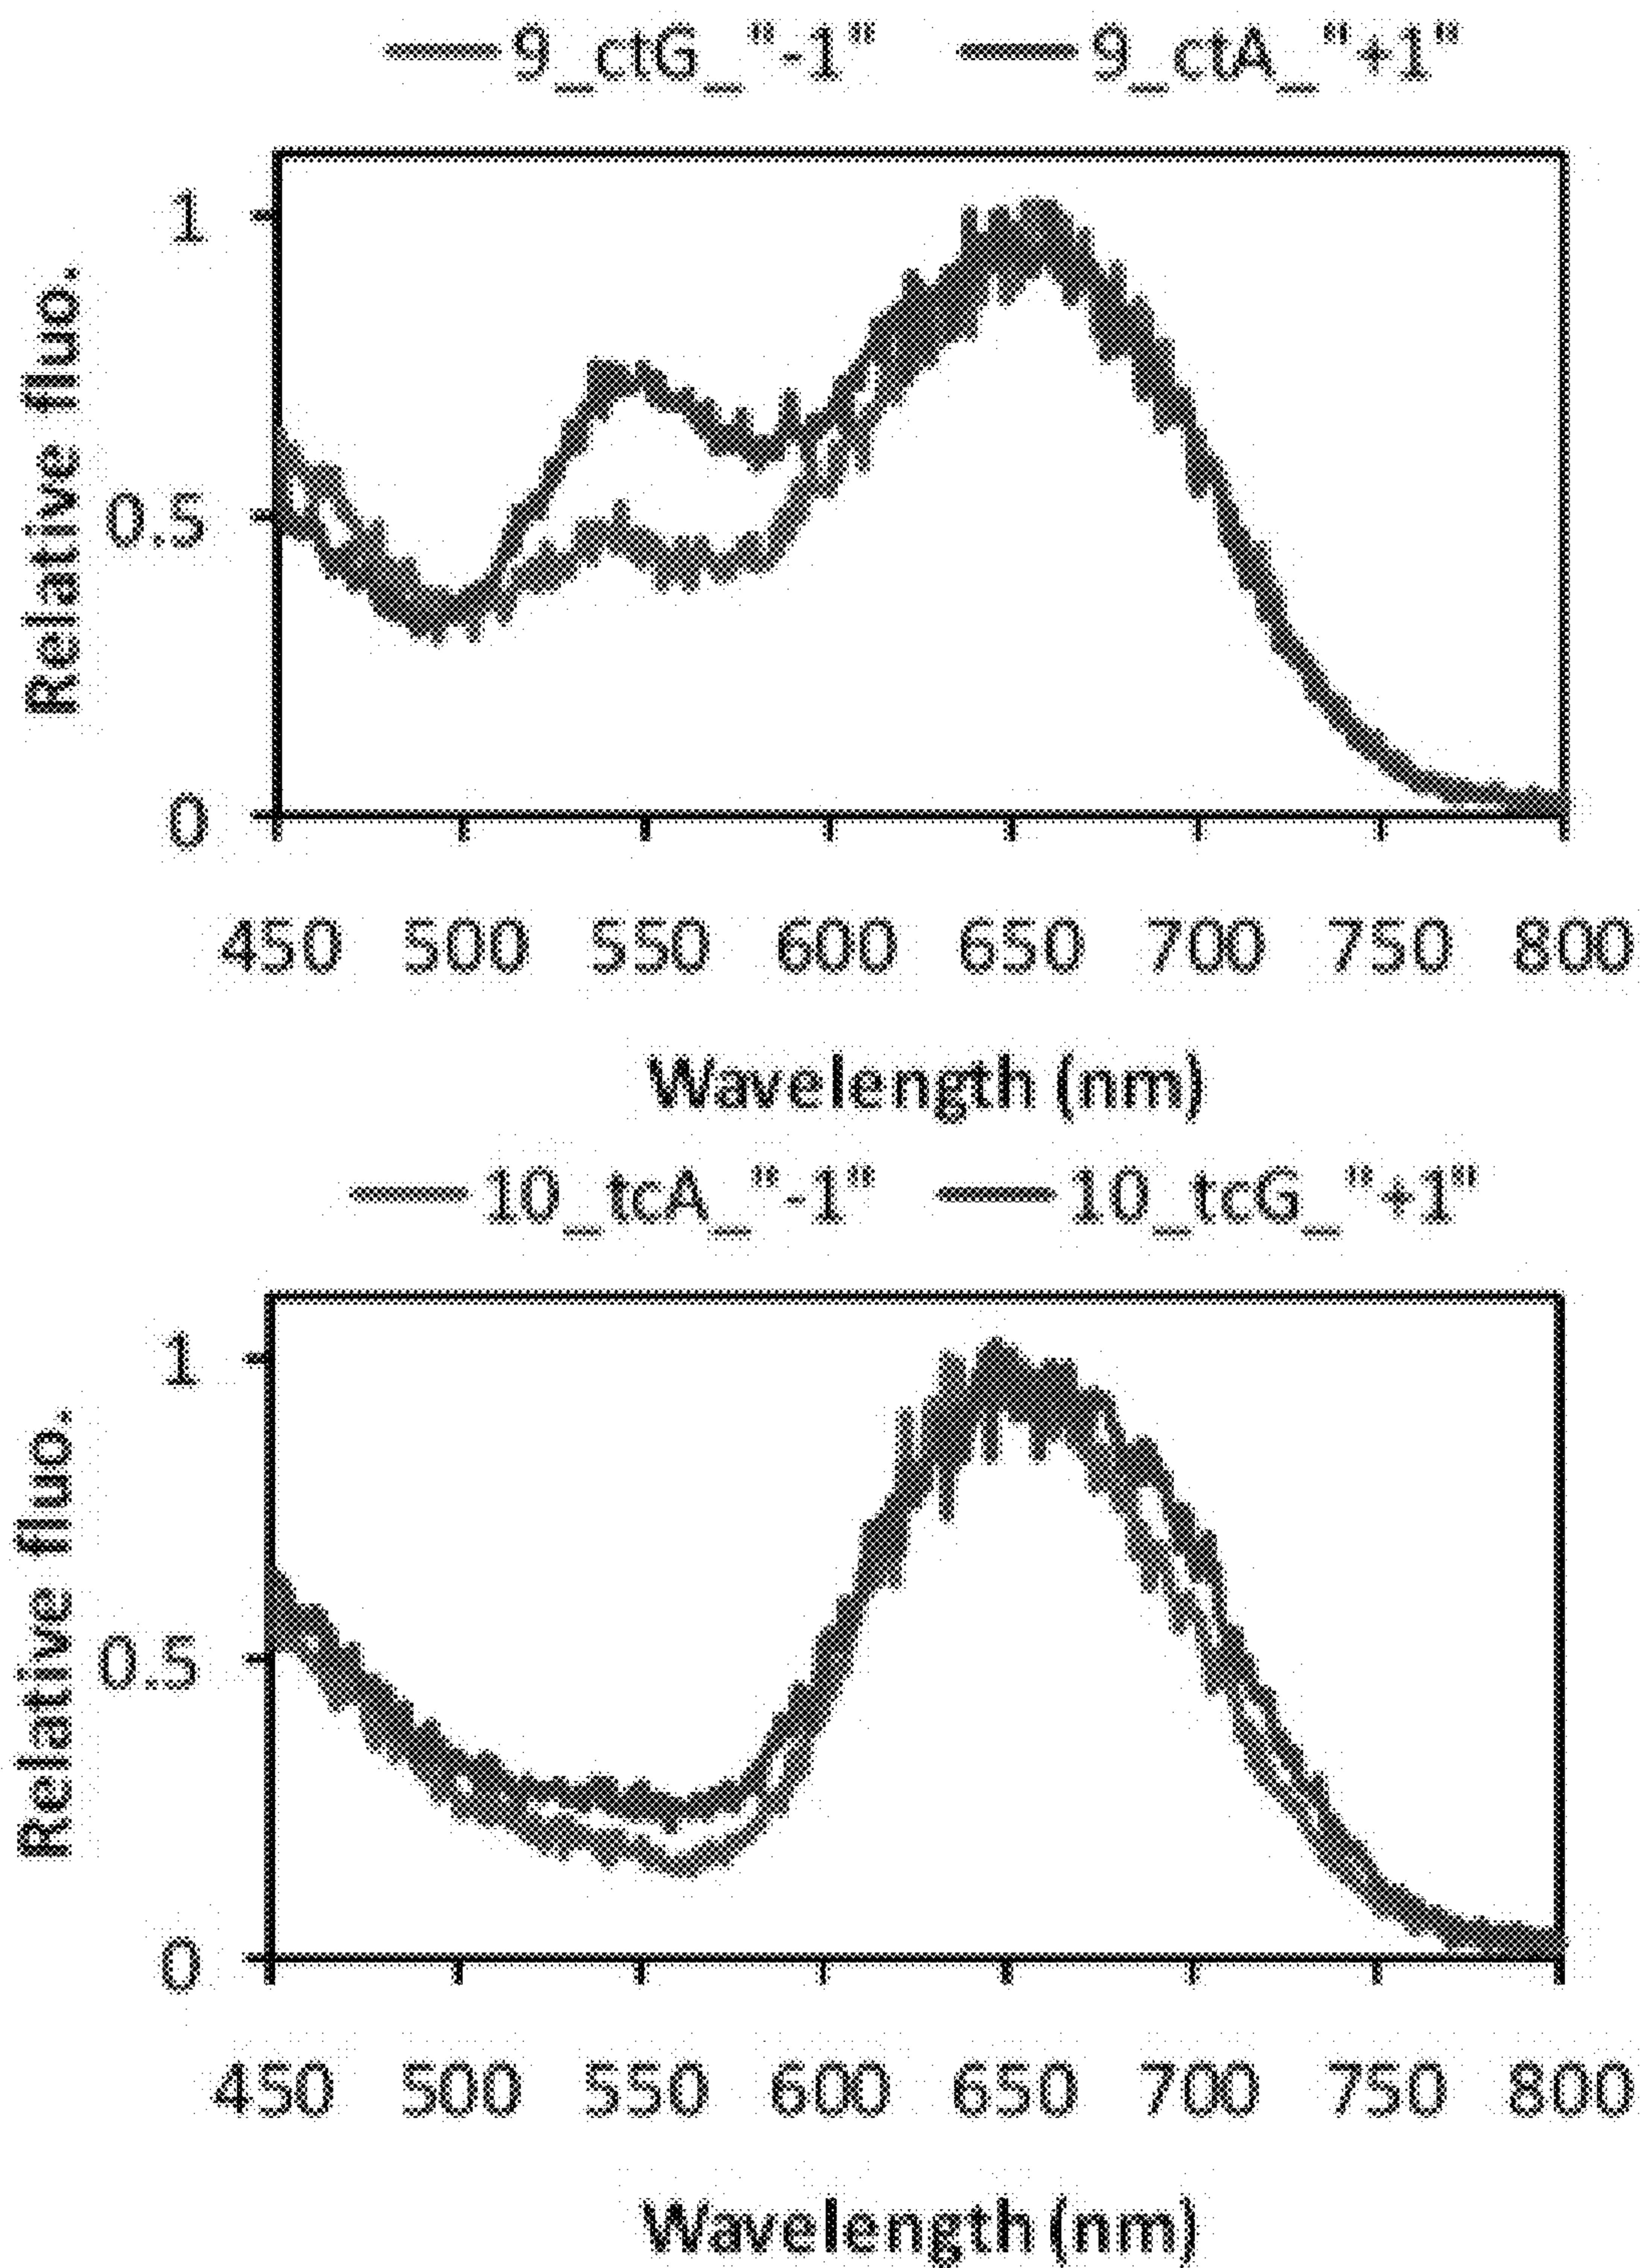 9_ctG_"-1" 9_ctA_"+1"
1
0.5
0
Relative fluo.
450 500 550 600 650 700 750 800
Wavelength (nm)
10_tcA_"-1" 10_tcG_"+1"
1
0.5
0
Relative fluo.
450 500 550 600 650 700 750 800
Wavelength (nm)